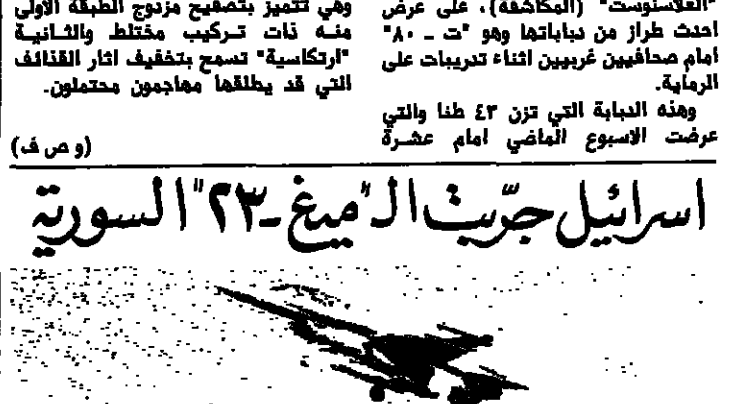 "الغلاسنوست" (المكاشفة)، على عرض
احدث طراز من دباباتها وهو "ت ـ ٨٠"
امام صحافيين غربيين اثناء تدريبات على
الرماية.
وهذه الدبابة التي تزن ٤٣ طنا والتي
عرضت الاسبوع الماضي امام عشرة
وهي تتميز بتصفيح مزدوج الطبقة الاولى
منه ذات تركيب مختلط والثانية
"ارتكاسية" تسمح بتخفيف اثار القذائف
التي قد يطلقها مهاجمون محتملون.
(و ص ف)
اسرائيل جرّبت الـ"ميغ ـ ٢٣" السورية